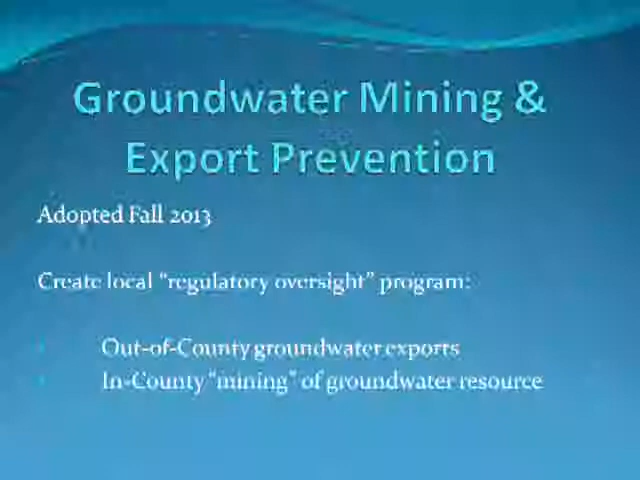 Groundwater Mining &
Export Prevention
Adopted Fall 2013
Create local “regulatory oversight” program:
Out-of-County groundwater exports
In-County “mining” of groundwater resource